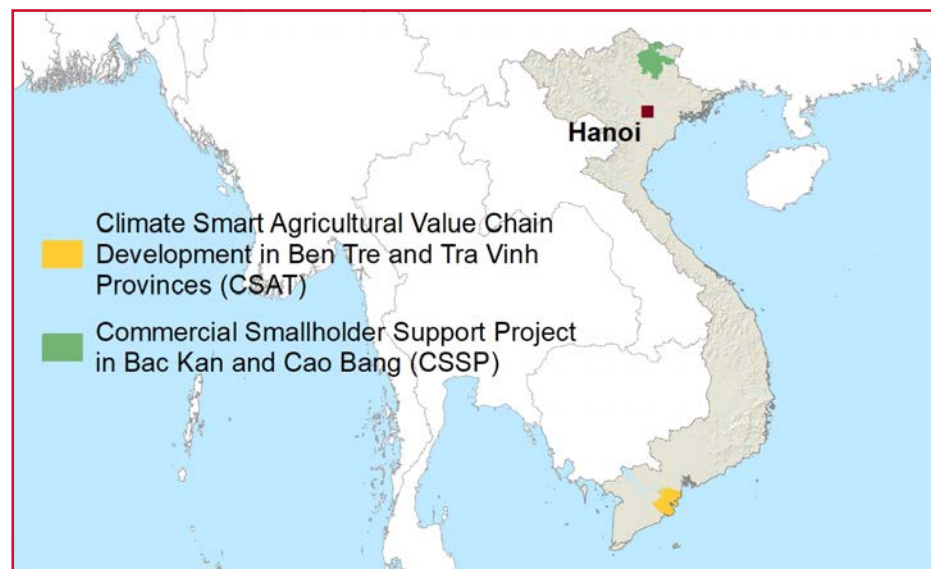 Hanoi
Climate Smart Agricultural Value Chain
Development in Ben Tre and Tra Vinh
Provinces (CSAT)
Commercial Smallholder Support Project
in Bac Kan and Cao Bang (CSSP)